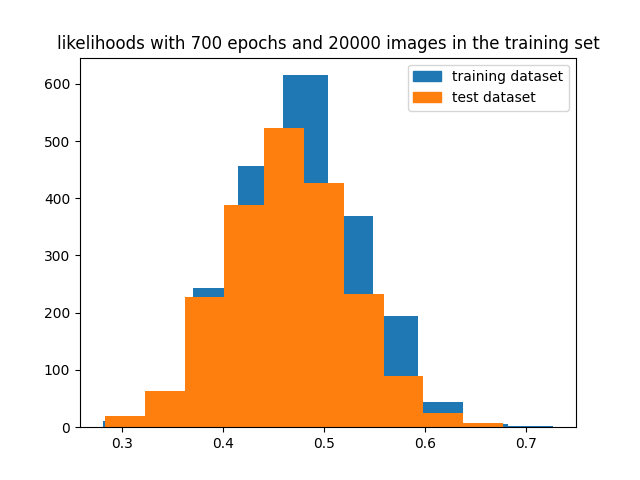 likelihoods with 700 epochs and 20000 images in the training set
training dataset
test dataset
600
500
400
300
200
100
0
0.3 0.4 0.5 0.6 0.7